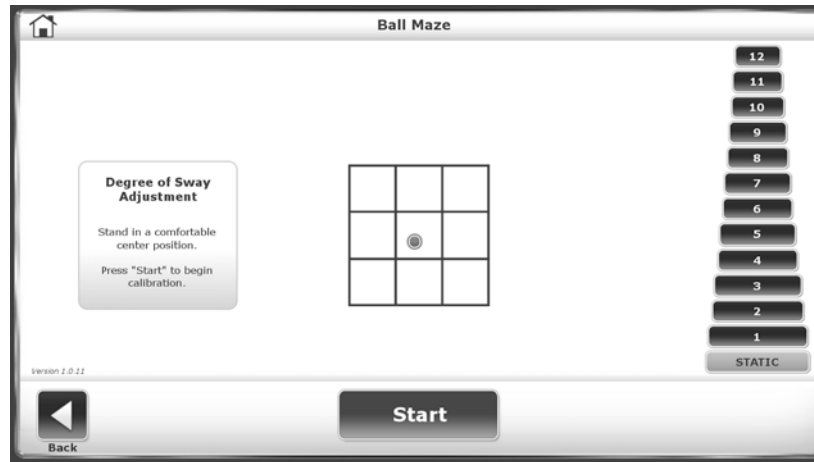 Ball Maze
Degree of Sway
Adjustment
Stand in a comfortable
center position.
Press "Start" to begin
calibration.
12
11
10
9
8
7
6
5
4
3
2
1
STATIC
Version 1.0.11
Back
Start